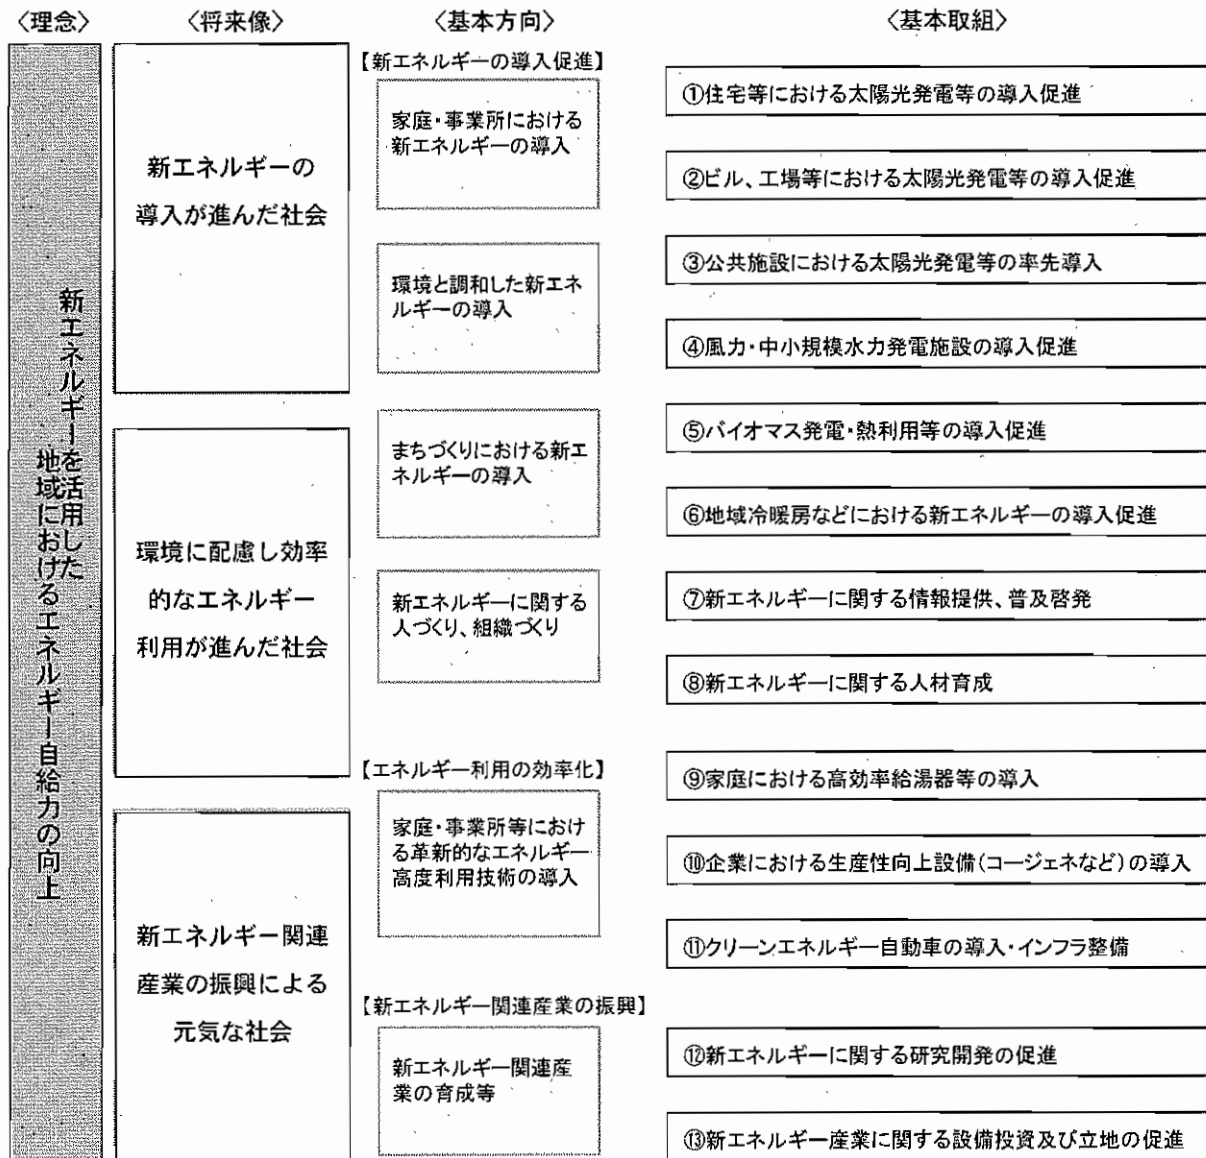 〈理念〉
〈将来像〉
〈基本方向〉
〈基本取組〉
新エネルギーを活用した
地域におけるエネルギー自給力の向上
新エネルギーの
導入が進んだ社会
環境に配慮し効率
的なエネルギー
利用が進んだ社会
新エネルギー関連
産業の振興による
元気な社会
【新エネルギーの導入促進】
家庭・事業所における
新エネルギーの導入
環境と調和した新エネ
ルギーの導入
まちづくりにおける新エ
ネルギーの導入
新エネルギーに関する
人づくり、組織づくり
【エネルギー利用の効率化】
家庭・事業所等におけ
る革新的なエネルギー
高度利用技術の導入
【新エネルギー関連産業の振興】
新エネルギー関連産
業の育成等
①住宅等における太陽光発電等の導入促進
②ビル、工場等における太陽光発電等の導入促進
③公共施設における太陽光発電等の率先導入
④風力・中小規模水力発電施設の導入促進
⑤バイオマス発電・熱利用等の導入促進
⑥地域冷暖房などにおける新エネルギーの導入促進
⑦新エネルギーに関する情報提供、普及啓発
⑧新エネルギーに関する人材育成
⑨家庭における高効率給湯器等の導入
⑩企業における生産性向上設備(コージェネなど)の導入
⑪クリーンエネルギー自動車の導入・インフラ整備
⑫新エネルギーに関する研究開発の促進
⑬新エネルギー産業に関する設備投資及び立地の促進